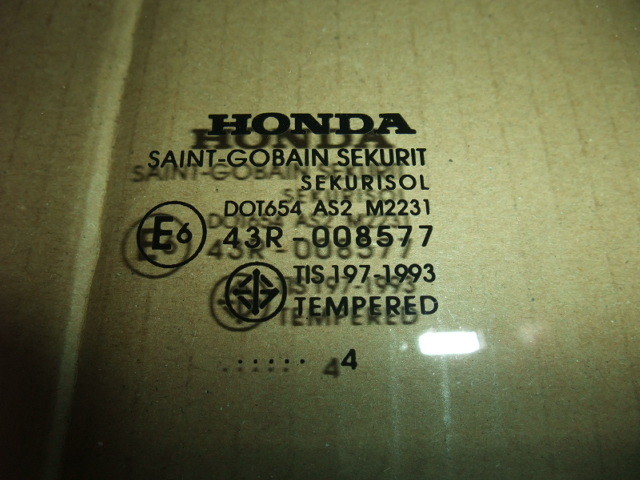 HONDA
SAINT-GOBAIN SEKURIT
SEKURISOL
DOT654 AS2 M2231
E6 43R-008577
TIS 197-1993
TEMPERED
..... 4